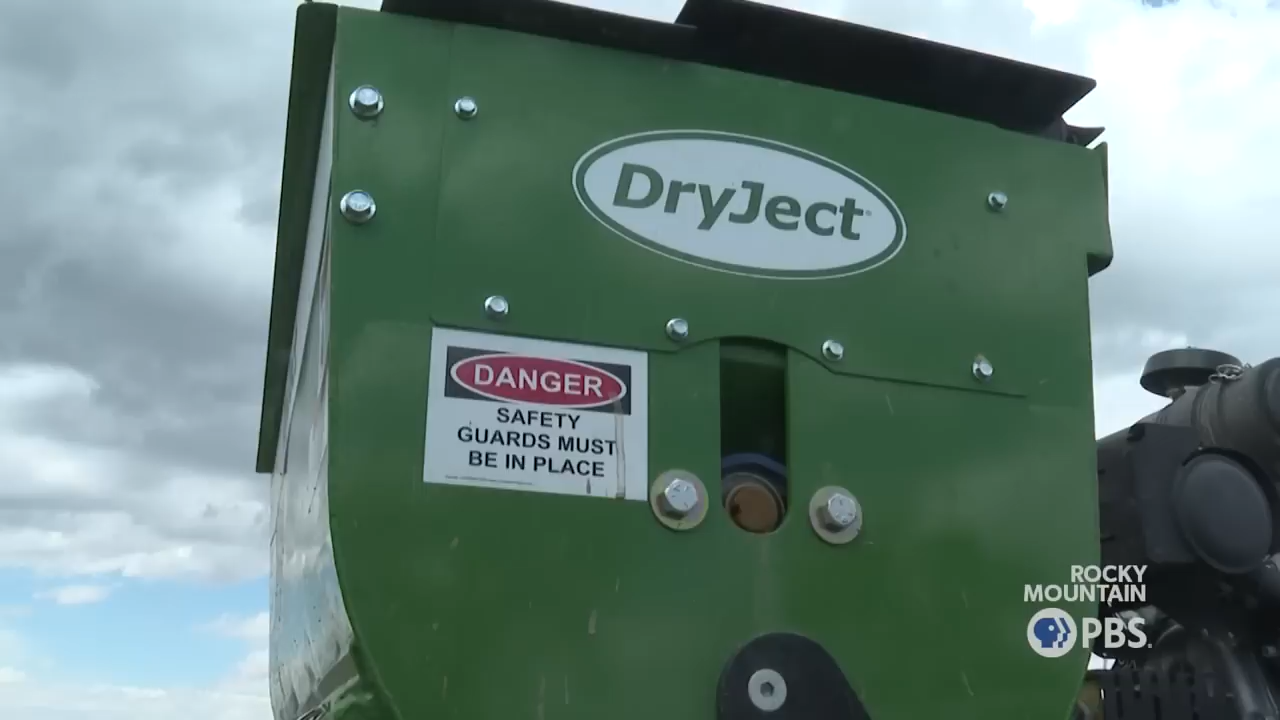 DryJect
DANGER
SAFETY
GUARDS MUST
BE IN PLACE
ROCKY
MOUNTAIN
PBS